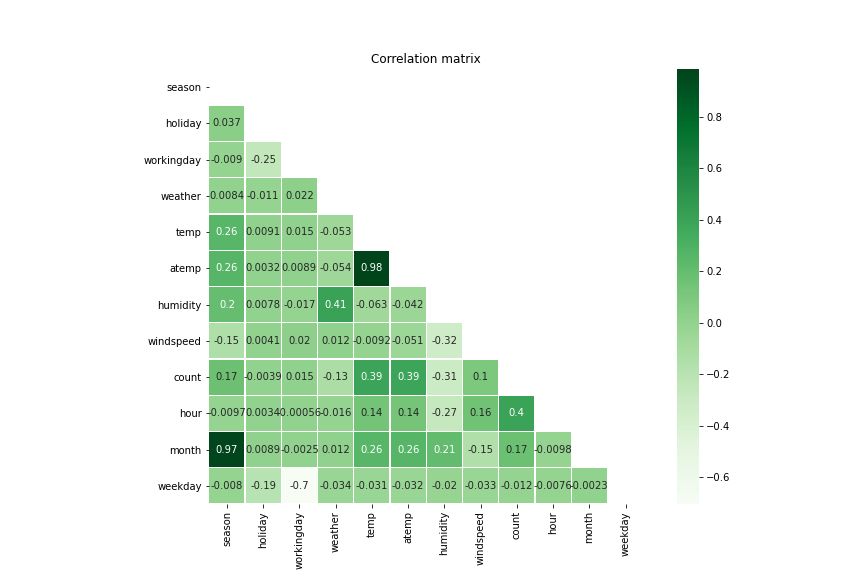 Correlation matrix
season
holiday 0.037
workingday -0.009 -0.25
weather -0.0084 -0.011 0.022
temp 0.26 0.0091 0.015 -0.053
atemp 0.26 0.0032 0.0089 -0.054 0.98
humidity 0.2 0.0078 -0.017 0.41 -0.063 -0.042
windspeed -0.15 0.0041 0.02 0.012 -0.0092 -0.051 -0.32
count 0.17 -0.0039 0.015 -0.13 0.39 0.39 -0.31 0.1
hour -0.0097 0.0034 -0.00056 -0.016 0.14 0.14 -0.27 0.16 0.4
month 0.97 0.0089 -0.0025 0.012 0.26 0.26 0.21 -0.15 0.17 -0.0098
weekday -0.008 -0.19 -0.7 -0.034 -0.031 -0.032 -0.02 -0.033 -0.012 -0.0076 -0.0023
season holiday workingday weather temp atemp humidity windspeed count hour month weekday
0.8
0.6
0.4
0.2
0.0
−0.2
−0.4
−0.6